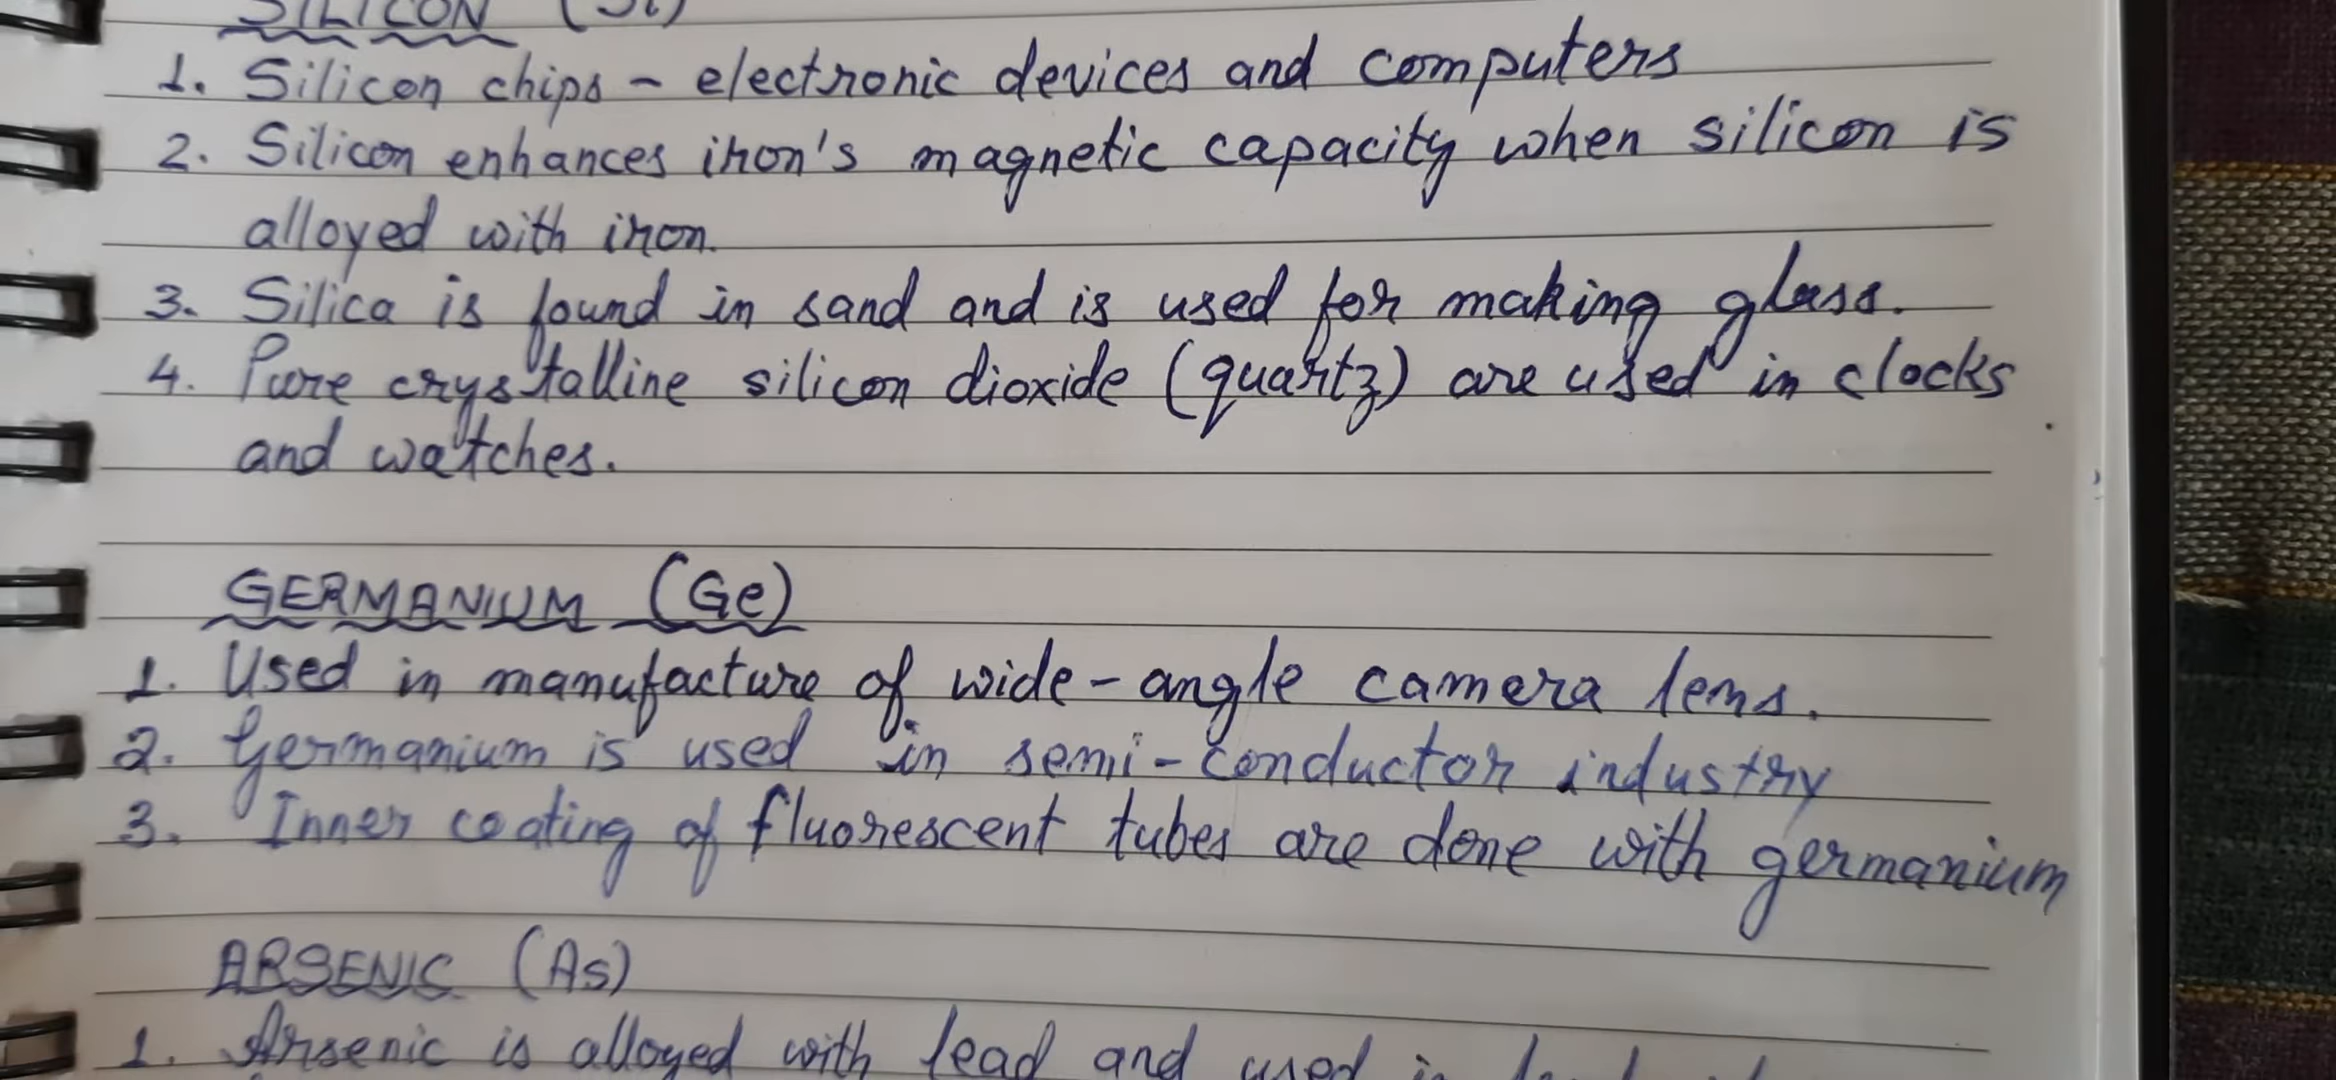 SILICON (Si)
1. Silicon chips - electronic devices and computers
2. Silicon enhances iron's magnetic capacity when silicon is
alloyed with iron.
3. Silica is found in sand and is used for making glass.
4. Pure crystalline silicon dioxide (quartz) are used in clocks
and watches.
GERMANIUM (Ge)
1. Used in manufacture of wide-angle camera lens.
2. Germanium is used in semi-conductor industry
3. Inner coating of fluorescent tubes are done with germanium
ARSENIC (As)
1. Arsenic is alloyed with lead and used in